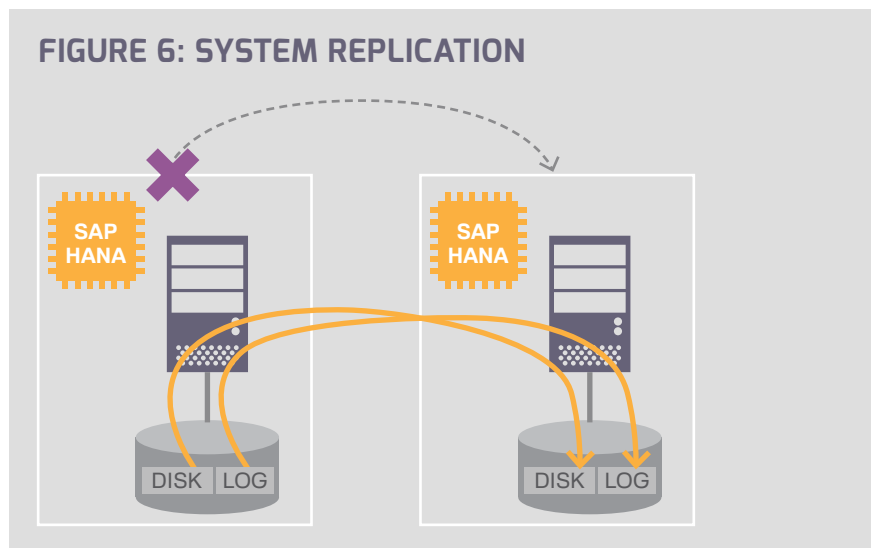 FIGURE 6: SYSTEM REPLICATION
SAP
HANA
SAP
HANA
DISK
LOG
DISK
LOG